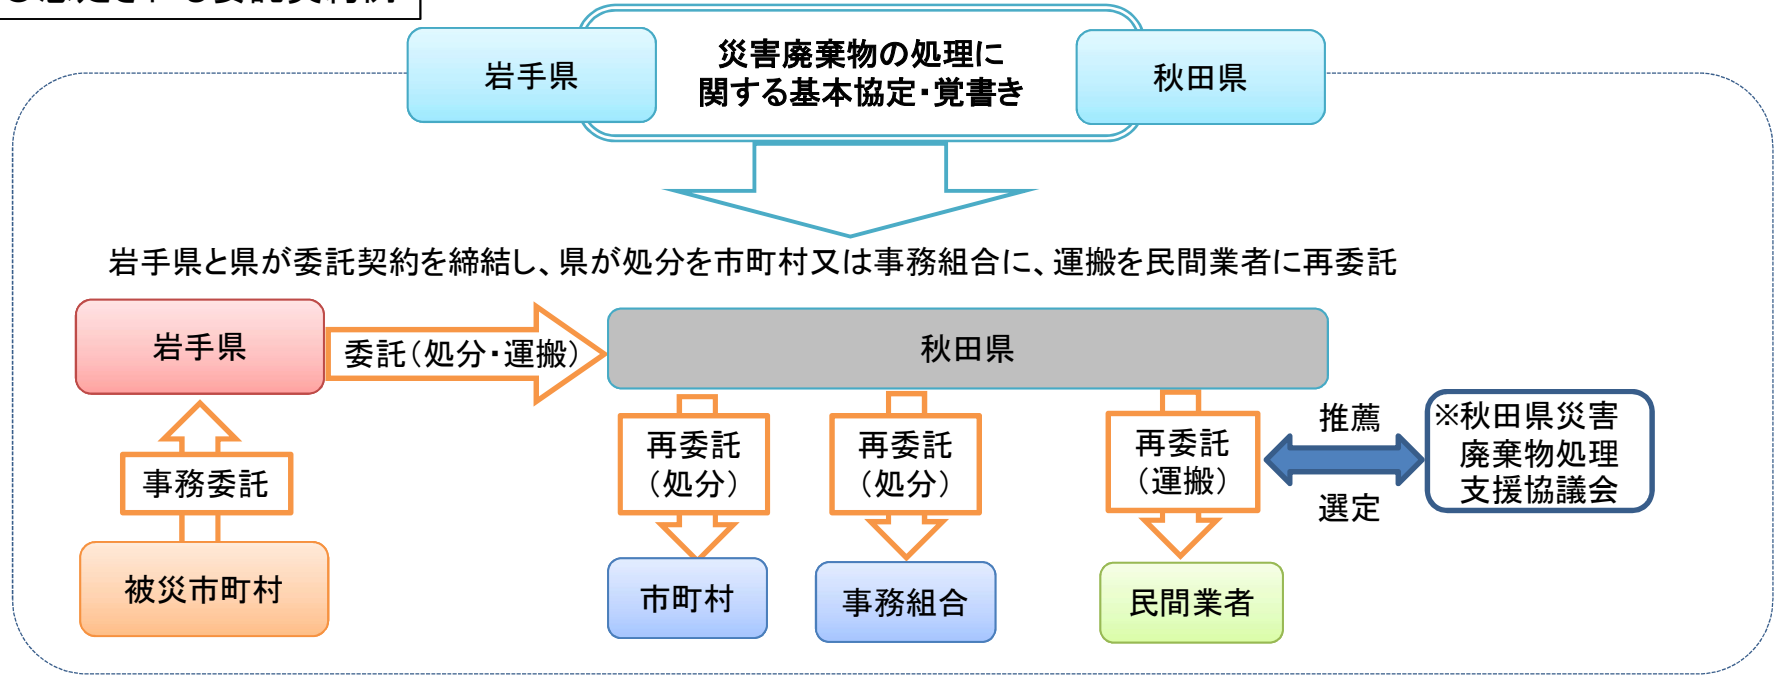 岩手県
災害廃棄物の処理に
関する基本協定・覚書き
秋田県
岩手県と県が委託契約を締結し、県が処分を市町村又は事務組合に、運搬を民間業者に再委託
岩手県
委託(処分・運搬)
秋田県
事務委託
再委託
(処分)
再委託
(処分)
再委託
(運搬)
推薦
選定
※秋田県災害
廃棄物処理
支援協議会
被災市町村
市町村
事務組合
民間業者